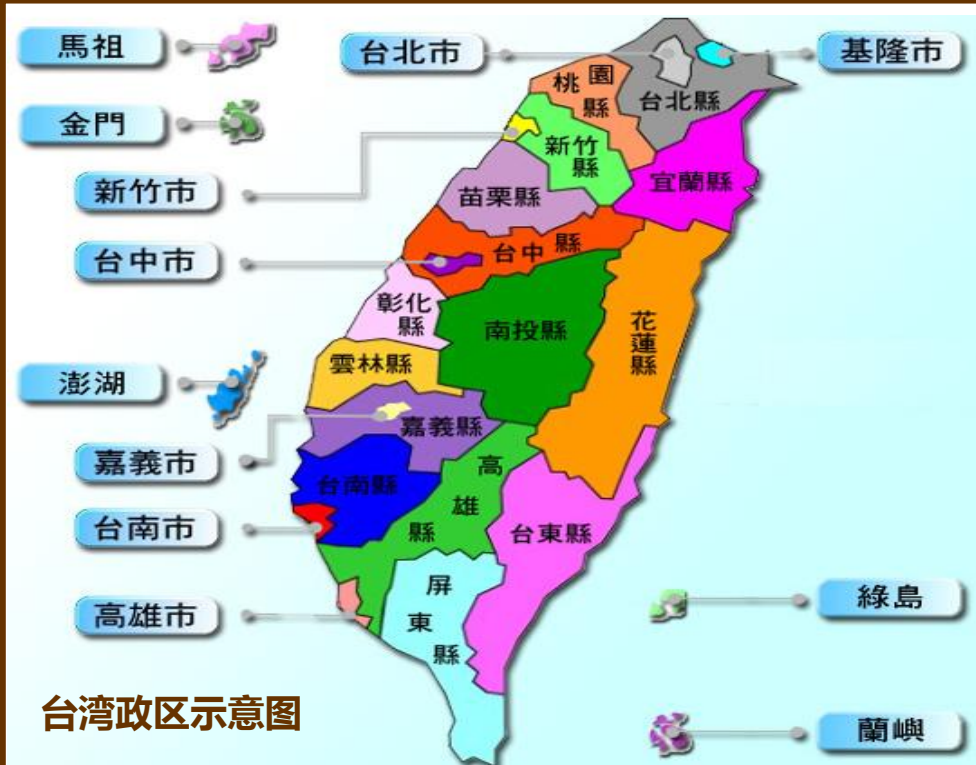 馬祖
台北市
基隆市
桃園縣
台北縣
金門
新竹縣
新竹市
宜蘭縣
苗栗縣
台中縣
台中市
彰化縣
南投縣
花蓮縣
雲林縣
澎湖
嘉義縣
嘉義市
高雄縣
台南縣
台南市
台東縣
屏東縣
綠島
高雄市
台湾政区示意图
蘭嶼